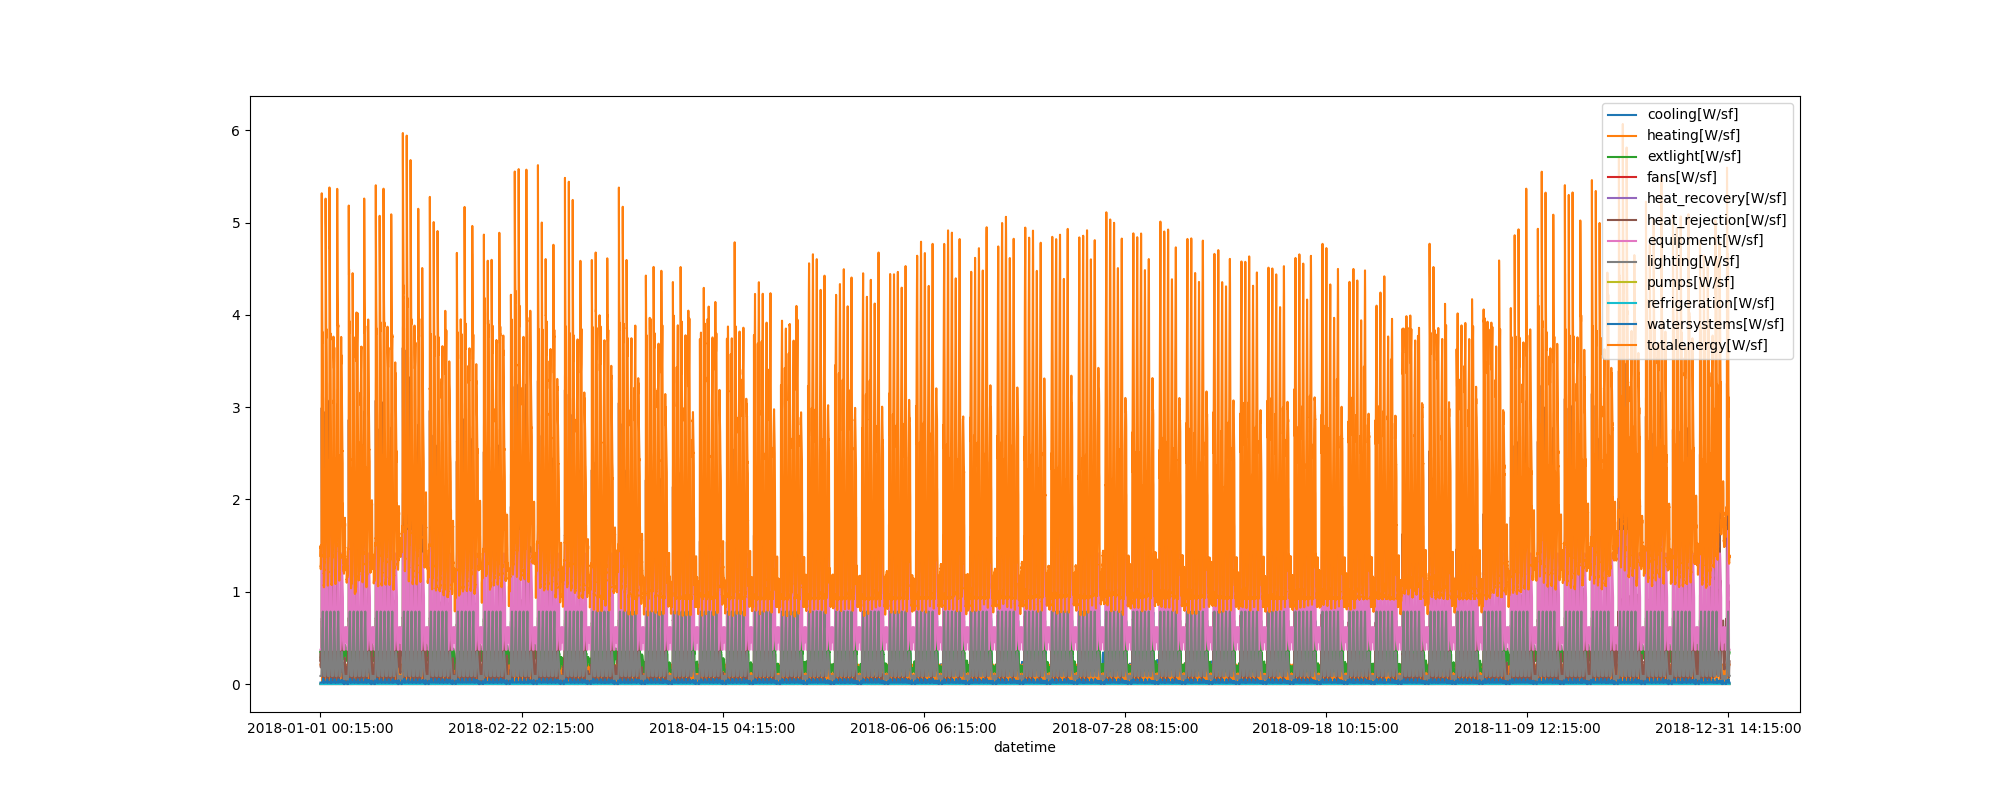 6
5
4
3
2
1
0
cooling[W/sf]
heating[W/sf]
extlight[W/sf]
fans[W/sf]
heat_recovery[W/sf]
heat_rejection[W/sf]
equipment[W/sf]
lighting[W/sf]
pumps[W/sf]
refrigeration[W/sf]
watersystems[W/sf]
totalenergy[W/sf]
2018-01-01 00:15:00
2018-02-22 02:15:00
2018-04-15 04:15:00
2018-06-06 06:15:00
2018-07-28 08:15:00
2018-09-18 10:15:00
2018-11-09 12:15:00
2018-12-31 14:15:00
datetime